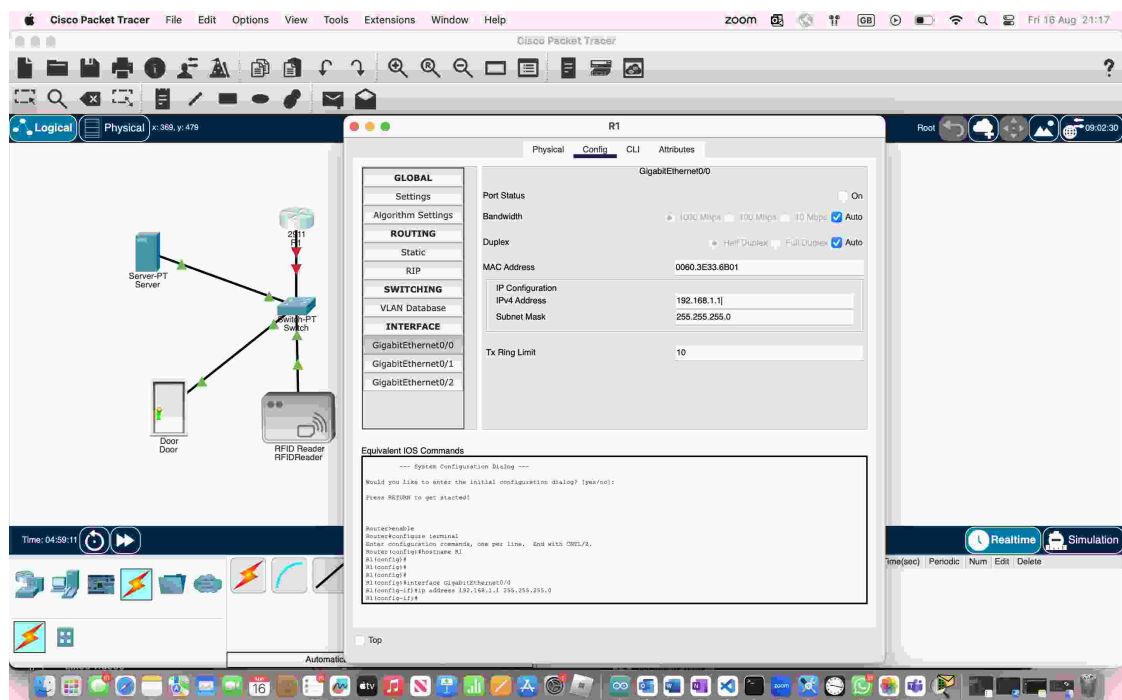 Cisco Packet Tracer File Edit Options View Tools Extensions Window Help zoom GB Fri 16 Aug 21:17
Cisco Packet Tracer
?
Logical Physical x: 369, y: 479 Root 09:02:30
R1
Physical Config CLI Attributes
GLOBAL
Settings
Algorithm Settings
ROUTING
Static
RIP
SWITCHING
VLAN Database
INTERFACE
GigabitEthernet0/0
GigabitEthernet0/1
GigabitEthernet0/2
GigabitEthernet0/0
Port Status On
Bandwidth 1000 Mbps 100 Mbps 10 Mbps Auto
Duplex Half Duplex Full Duplex Auto
MAC Address 0060.3E33.6B01
IP Configuration
IPv4 Address 192.168.1.1
Subnet Mask 255.255.255.0
Tx Ring Limit 10
2911
R1
Server-PT
Server
Switch-PT
Switch
Door
Door
RFID Reader
RFIDReader
Equivalent IOS Commands
--- System Configuration Dialog ---
Would you like to enter the initial configuration dialog? [yes/no]:
Press RETURN to get started!
Router>enable
Router#configure terminal
Enter configuration commands, one per line. End with CNTL/Z.
Router(config)#hostname R1
R1(config)#
R1(config)#
R1(config)#
R1(config)#interface GigabitEthernet0/0
R1(config-if)#ip address 192.168.1.1 255.255.255.0
R1(config-if)#
Top
Time: 04:59:11 Realtime Simulation
Time(sec) Periodic Num Edit Delete
16
tv
zoom